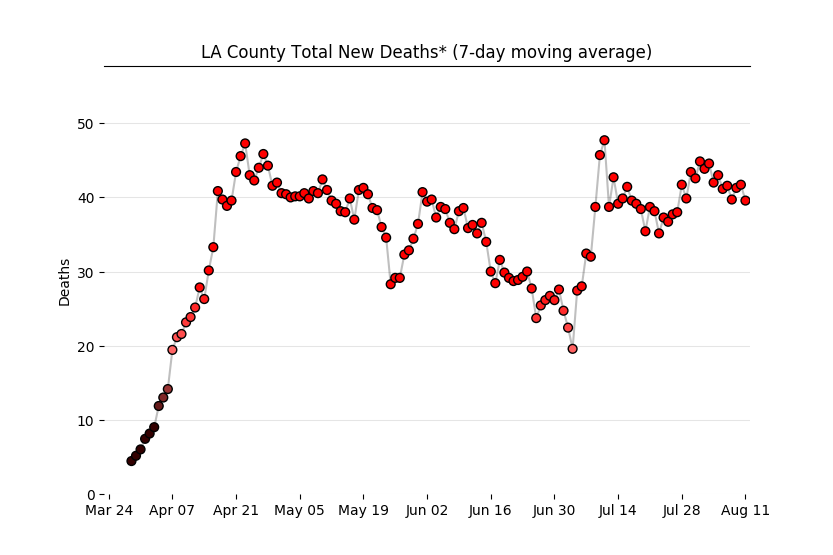 LA County Total New Deaths* (7-day moving average)
50
40
30
20
10
0
Deaths
Mar 24 Apr 07 Apr 21 May 05 May 19 Jun 02 Jun 16 Jun 30 Jul 14 Jul 28 Aug 11